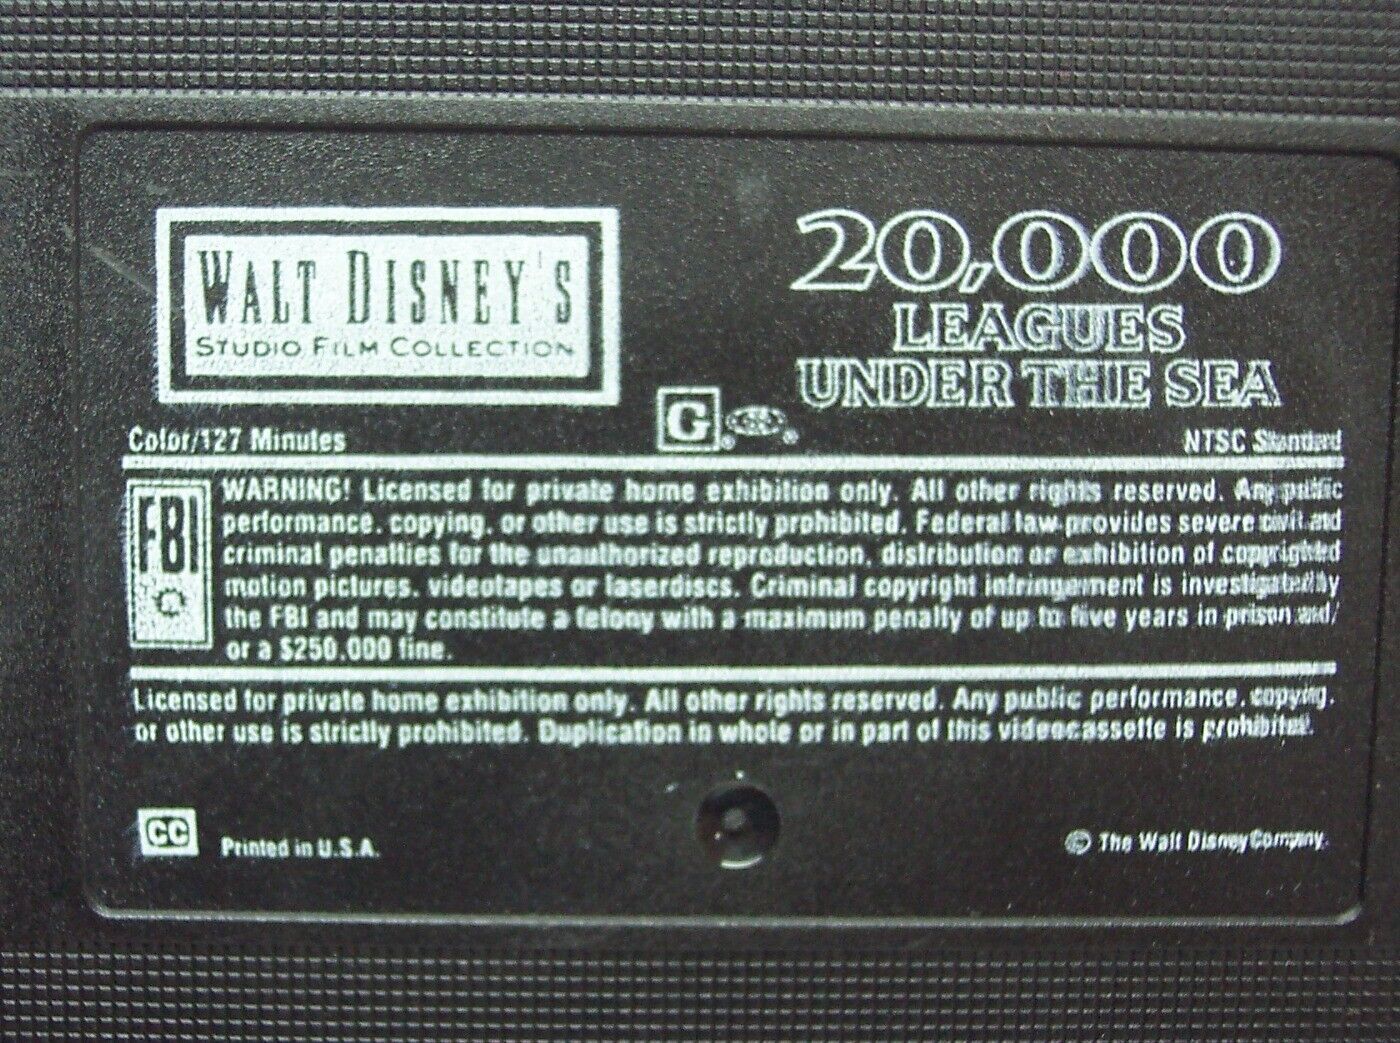 WALT DISNEY'S
STUDIO FILM COLLECTION
20,000
LEAGUES
UNDER THE SEA
G
Color/127 Minutes
NTSC Standard
FBI
WARNING! Licensed for private home exhibition only. All other rights reserved. Any public
performance, copying, or other use is strictly prohibited. Federal law provides severe civil and
criminal penalties for the unauthorized reproduction, distribution or exhibition of copyrighted
motion pictures, videotapes or laserdiscs. Criminal copyright infringement is investigated by
the FBI and may constitute a felony with a maximum penalty of up to five years in prison and/
or a $250,000 fine.
Licensed for private home exhibition only. All other rights reserved. Any public performance, copying,
or other use is strictly prohibited. Duplication in whole or in part of this videocassette is prohibited.
CC
Printed in U.S.A.
© The Walt Disney Company.